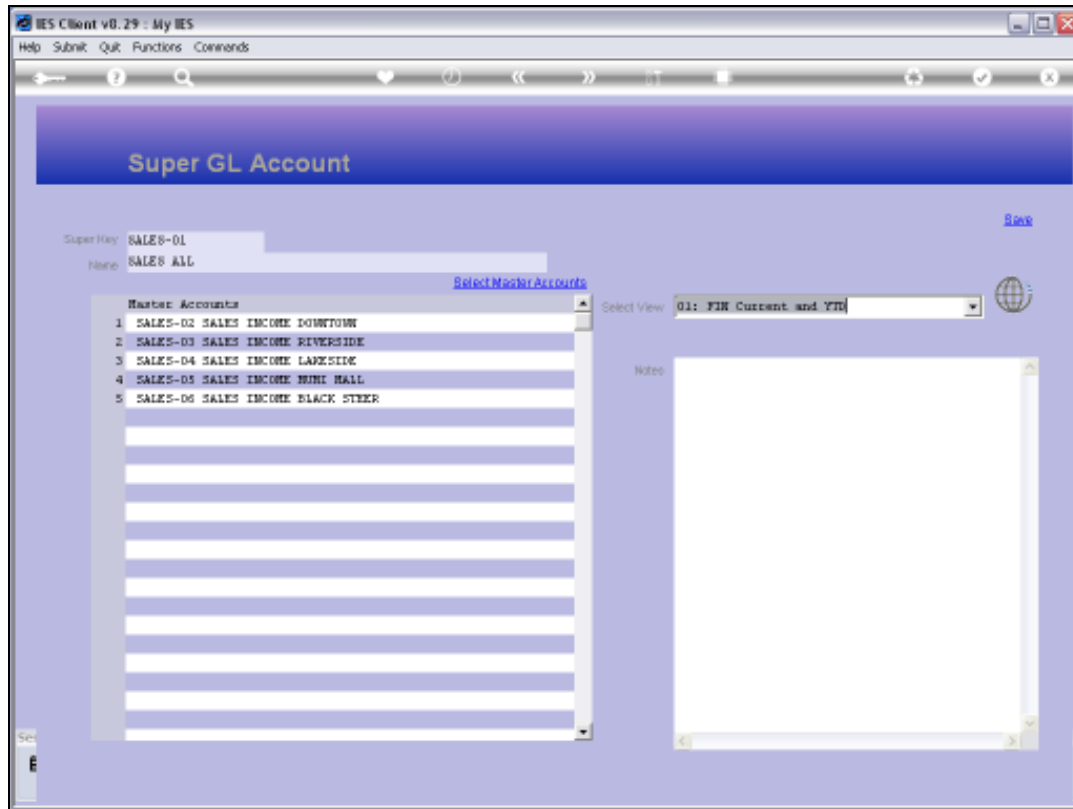 IES Client v8.29 : My IES
Help Submit Quit Functions Commands
Super GL Account
Save
Super Key SALES-01
Name SALES ALL
Select Master Accounts
Master Accounts
Select View 01: FIN Current and YTD
1 SALES-02 SALES INCOME DOWNTOWN
2 SALES-03 SALES INCOME RIVERSIDE
3 SALES-04 SALES INCOME LAKESIDE
Notes
4 SALES-05 SALES INCOME MUMI MALL
5 SALES-06 SALES INCOME BLACK STEER